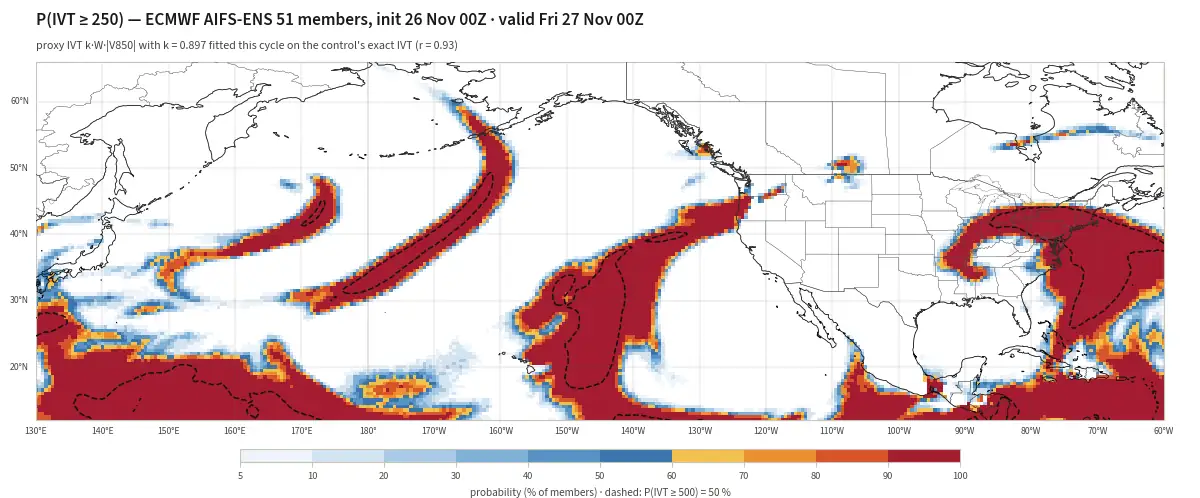 P(IVT ≥ 250) — ECMWF AIFS-ENS 51 members, init 26 Nov 00Z · valid Fri 27 Nov 00Z
proxy IVT k·W·|V850| with k = 0.897 fitted this cycle on the control's exact IVT (r = 0.93)
60°N
50°N
40°N
30°N
20°N
130°E 140°E 150°E 160°E 170°E 180° 170°W 160°W 150°W 140°W 130°W 120°W 110°W 100°W 90°W 80°W 70°W 60°W
5 10 20 30 40 50 60 70 80 90 100
probability (% of members) · dashed: P(IVT ≥ 500) = 50 %